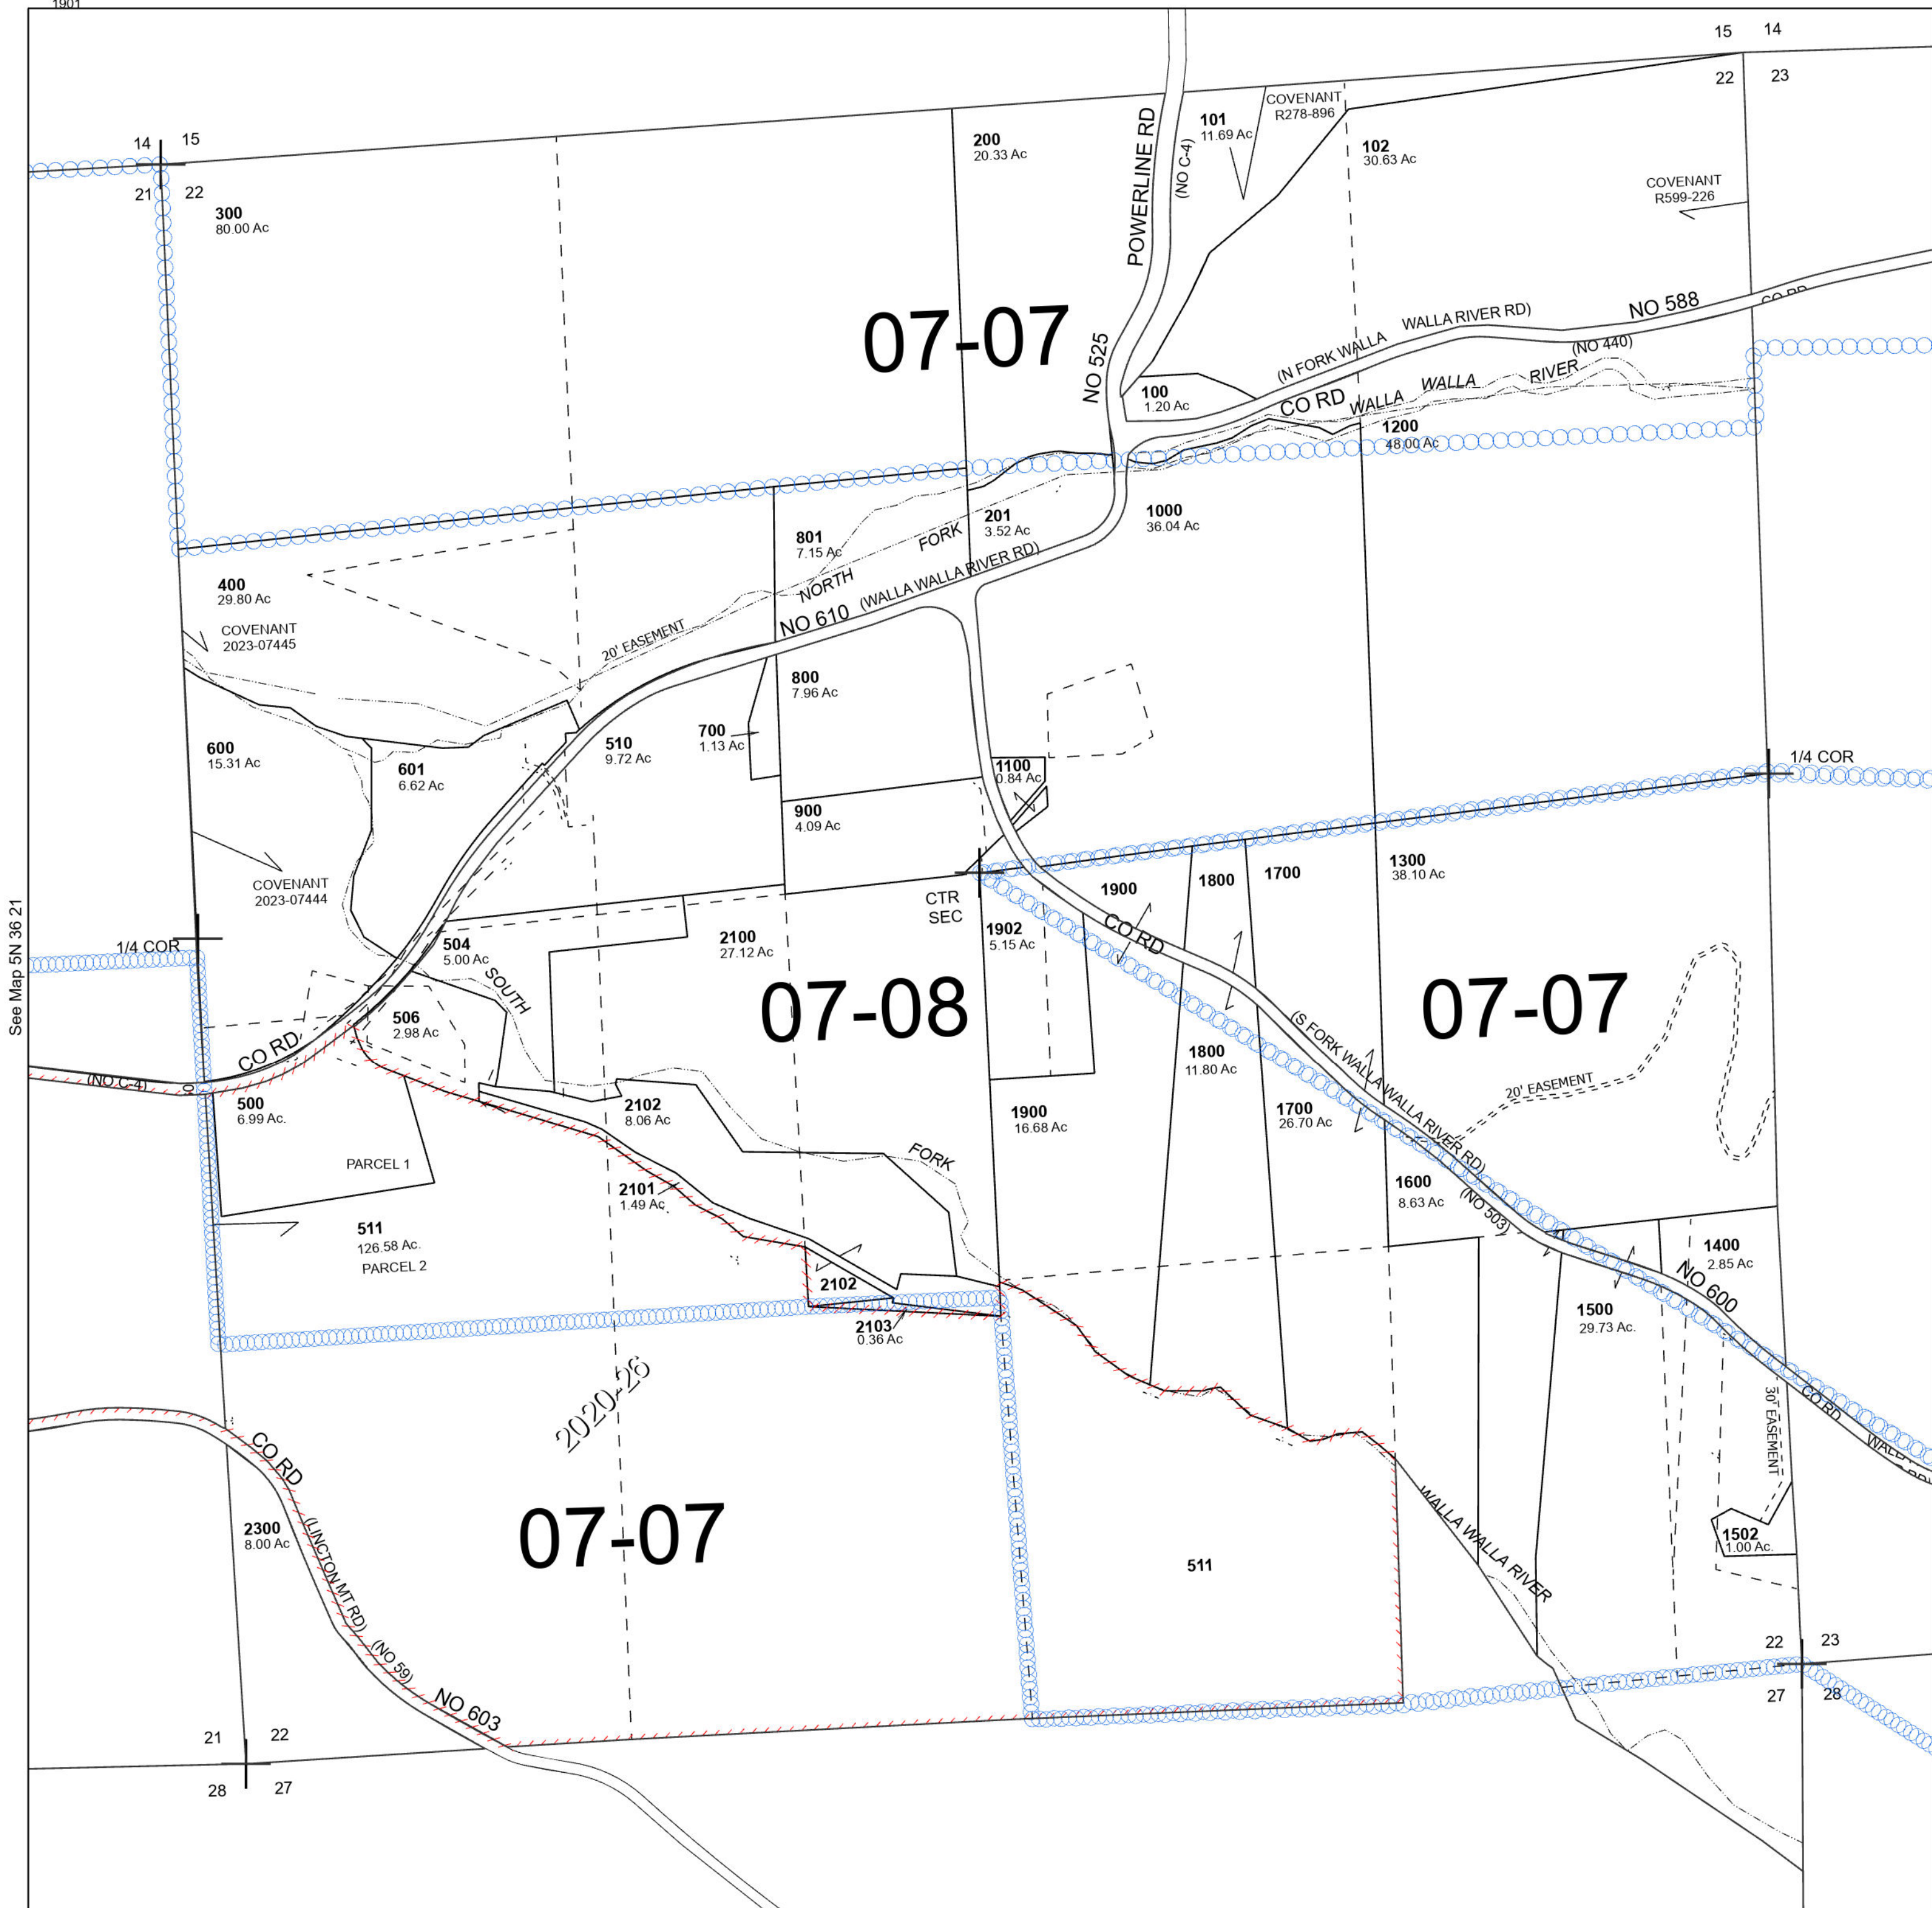 1901
15 14
22 23
14 15
21 22
300
80.00 Ac
200
20.33 Ac
POWERLINE RD
(NO C-4)
101
11.69 Ac
COVENANT
R278-896
102
30.63 Ac
COVENANT
R599-226
07-07
NO 525
(N FORK WALLA WALLA RIVER RD)
NO 588
CO RD
(NO 440)
100
1.20 Ac
CO RD
WALLA WALLA RIVER
1200
48.00 Ac
400
29.80 Ac
COVENANT
2023-07445
801
7.15 Ac
201
3.52 Ac
1000
36.04 Ac
NORTH FORK
NO 610 (WALLA WALLA RIVER RD)
20' EASEMENT
600
15.31 Ac
601
6.62 Ac
510
9.72 Ac
700
1.13 Ac
800
7.96 Ac
1100
0.84 Ac
1/4 COR
900
4.09 Ac
COVENANT
2023-07444
CTR
SEC
1900
1800
1700
1300
38.10 Ac
See Map 5N 36 21
1/4 COR
504
5.00 Ac
SOUTH
2100
27.12 Ac
1902
5.15 Ac
CO RD
07-08
07-07
506
2.98 Ac
CO RD
(NO C-4)
(S FORK WALLA WALLA RIVER RD)
20' EASEMENT
500
6.99 Ac.
PARCEL 1
2102
8.06 Ac
FORK
1900
16.68 Ac
1800
11.80 Ac
1700
26.70 Ac
1600
8.63 Ac
(NO 503)
2101
1.49 Ac
511
126.58 Ac.
PARCEL 2
2102
2103
0.36 Ac
1400
2.85 Ac
NO 600
1500
29.73 Ac.
2020-26
CO RD
30' EASEMENT
CO RD
(LINCTON MT RD)
(NO 59)
NO 603
2300
8.00 Ac
07-07
511
WALLA WALLA RIVER
1502
1.00 Ac.
22 23
27 28
21 22
28 27